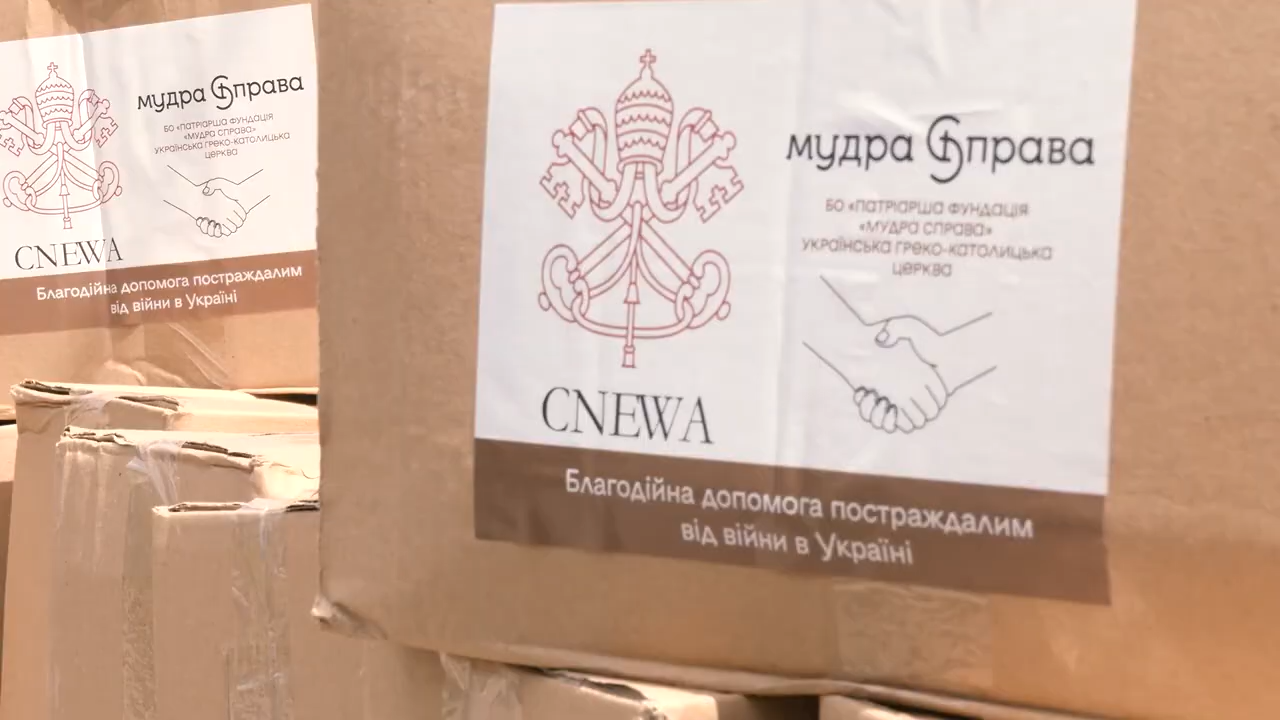 мудра справа
БО «ПАТРІАРША ФУНДАЦІЯ
«МУДРА СПРАВА»
УКРАЇНСЬКА ГРЕКО-КАТОЛИЦЬКА
ЦЕРКВА
CNEWA
Благодійна допомога постраждалим
від війни в Україні
мудра справа
БО «ПАТРІАРША ФУНДАЦІЯ
«МУДРА СПРАВА»
УКРАЇНСЬКА ГРЕКО-КАТОЛИЦЬКА
ЦЕРКВА
CNEWA
Благодійна допомога постраждалим
від війни в Україні